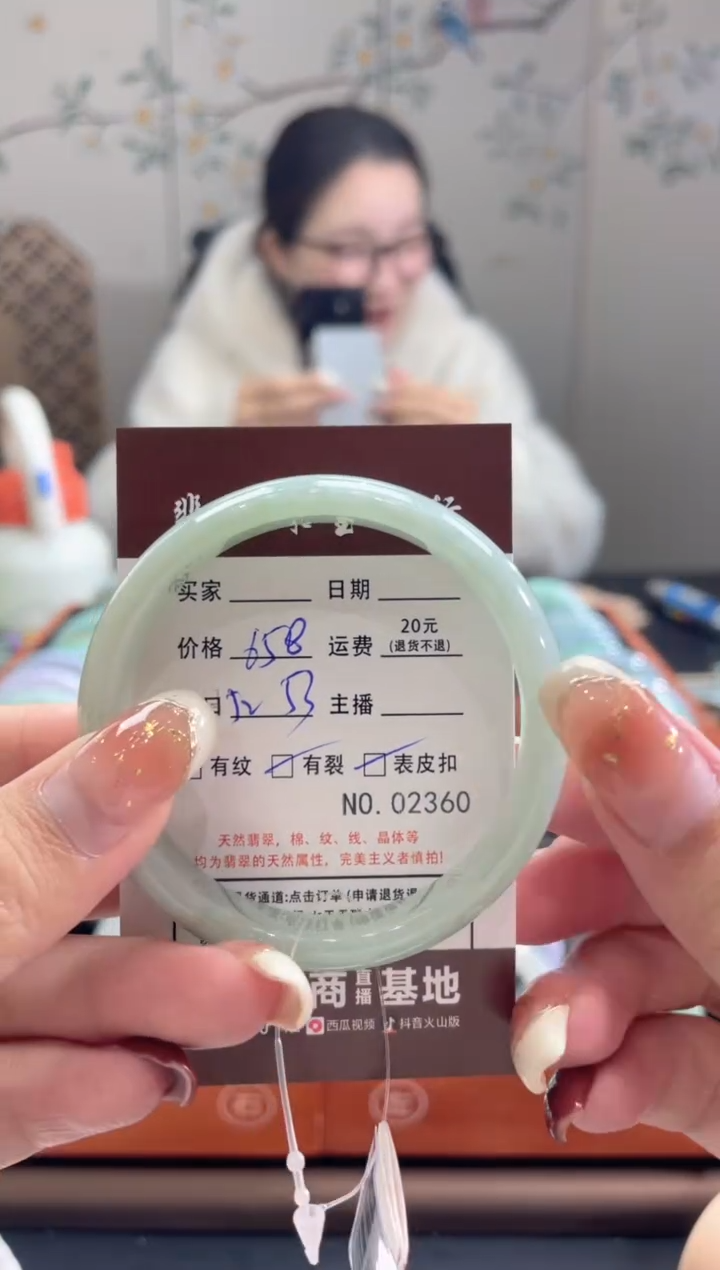 买家 日期
价格 658 运费 20元
(退货不退)
53 主播
有纹 有裂 表皮扣
NO. 02360
天然翡翠，棉、纹、线、晶体等
均为翡翠的天然属性，完美主义者慎拍!
货通道:点击订单(申请退货退
商直播基地
西瓜视频 抖音火山版